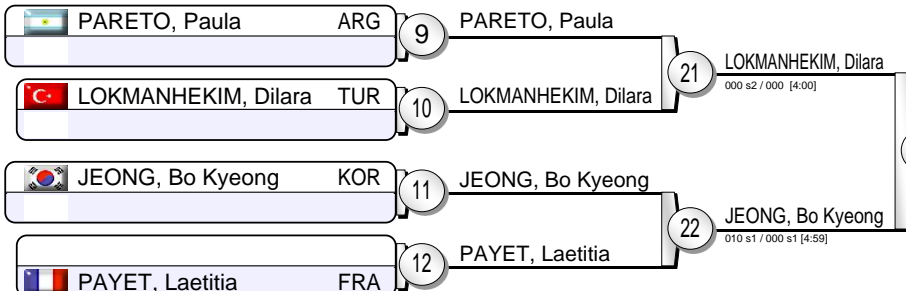 PARETO, Paula ARG
9
PARETO, Paula
LOKMANHEKIM, Dilara TUR
10
LOKMANHEKIM, Dilara
21
LOKMANHEKIM, Dilara
000 s2 / 000 [4:00]
JEONG, Bo Kyeong KOR
11
JEONG, Bo Kyeong
PAYET, Laetitia FRA
12
PAYET, Laetitia
22
JEONG, Bo Kyeong
010 s1 / 000 s1 [4:59]